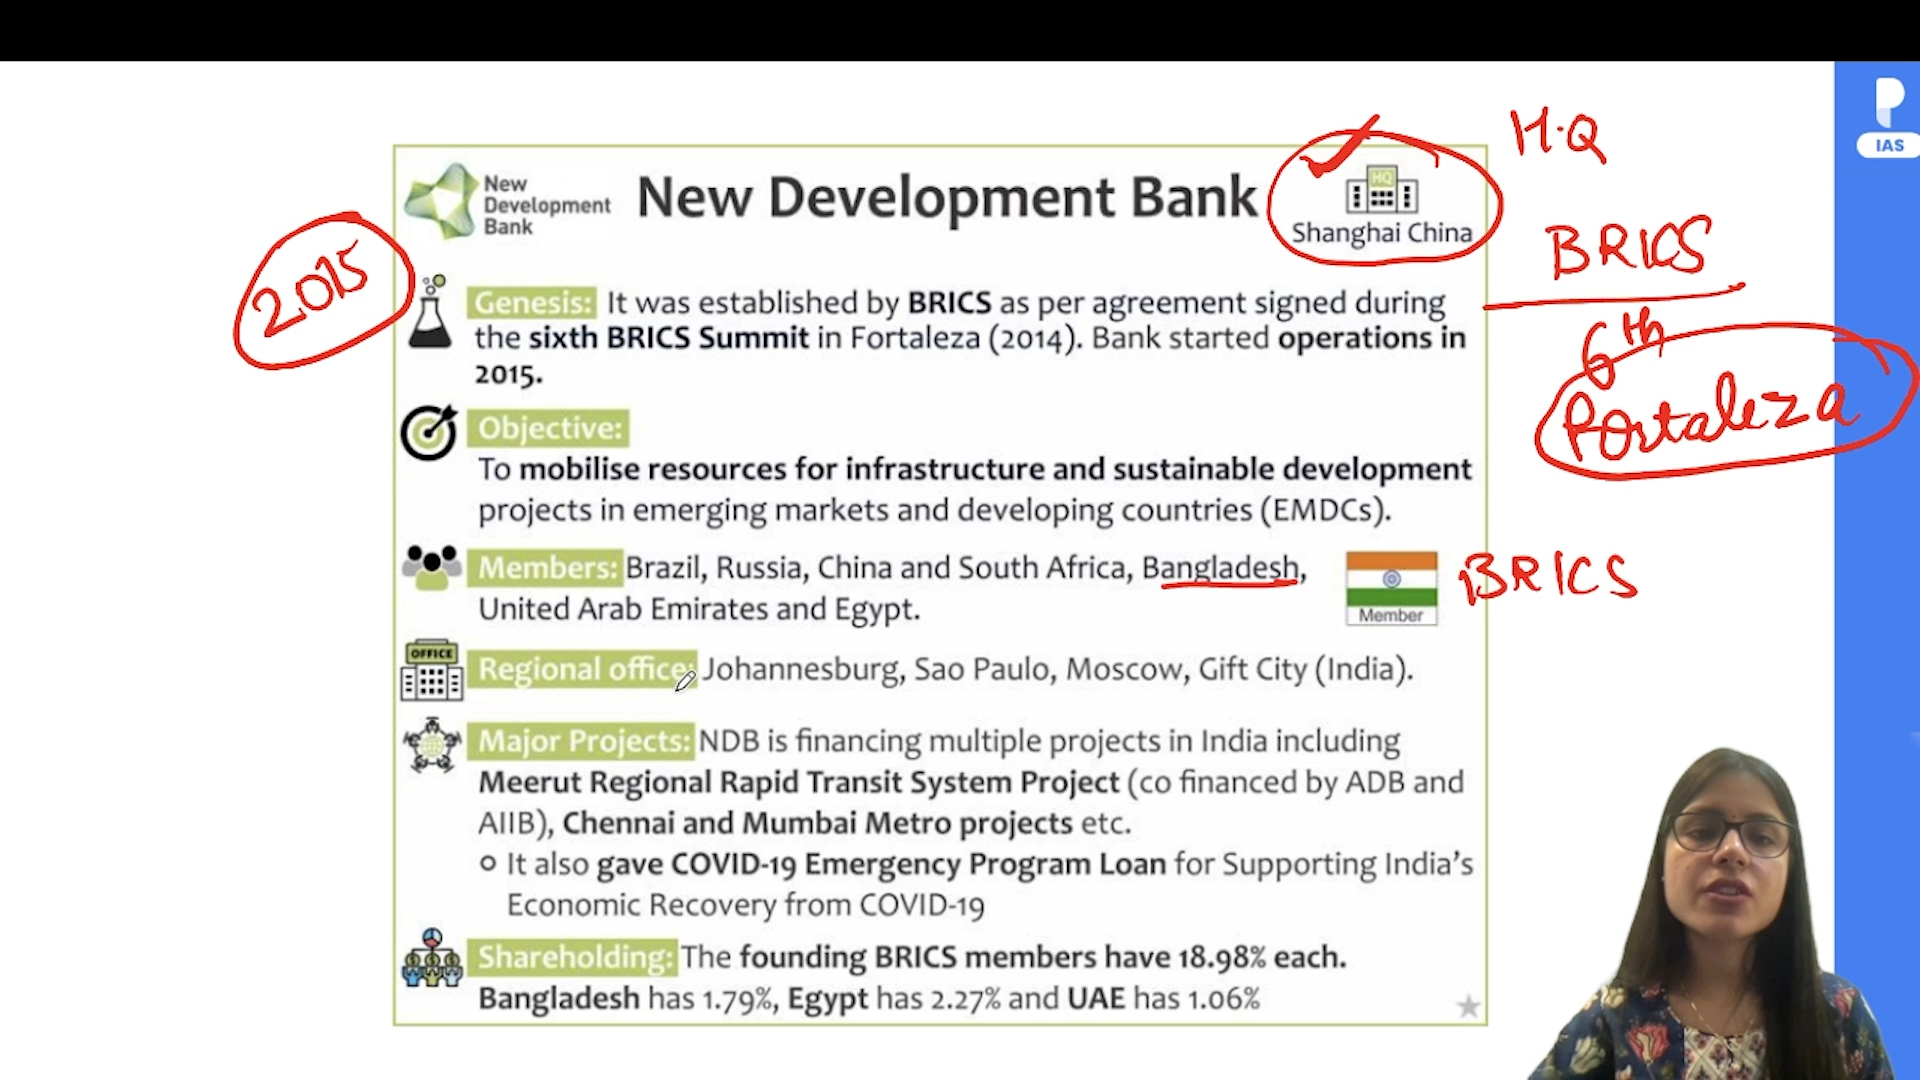 P
IAS
H.Q
New
Development
Bank
New Development Bank
HQ
Shanghai China
BRICS
2015
Genesis: It was established by BRICS as per agreement signed during
the sixth BRICS Summit in Fortaleza (2014). Bank started operations in
2015.
6th
Fortaleza
Objective:
To mobilise resources for infrastructure and sustainable development
projects in emerging markets and developing countries (EMDCs).
Members: Brazil, Russia, China and South Africa, Bangladesh,
United Arab Emirates and Egypt.
Member
BRICS
OFFICE
Regional office: Johannesburg, Sao Paulo, Moscow, Gift City (India).
Major Projects: NDB is financing multiple projects in India including
Meerut Regional Rapid Transit System Project (co financed by ADB and
AIIB), Chennai and Mumbai Metro projects etc.
It also gave COVID-19 Emergency Program Loan for Supporting India's
Economic Recovery from COVID-19
Shareholding: The founding BRICS members have 18.98% each.
Bangladesh has 1.79%, Egypt has 2.27% and UAE has 1.06%